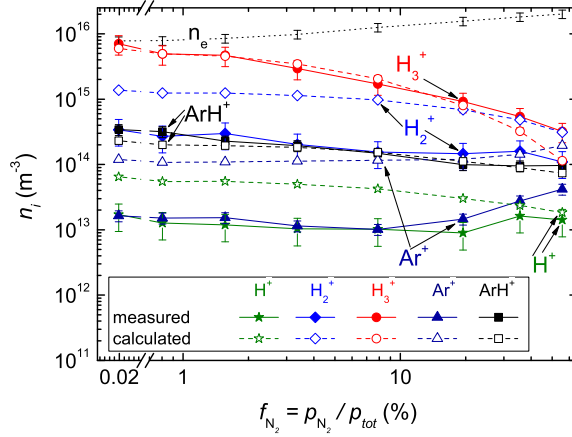 10¹⁶
10¹⁵
10¹⁴
10¹³
10¹²
10¹¹
nᵢ (m⁻³)
nₑ
H₃⁺
ArH⁺
H₂⁺
Ar⁺
H⁺
H⁺ H₂⁺ H₃⁺ Ar⁺ ArH⁺
measured
calculated
0.02 1 10
f_N₂ = p_N₂ / p_tot (%)